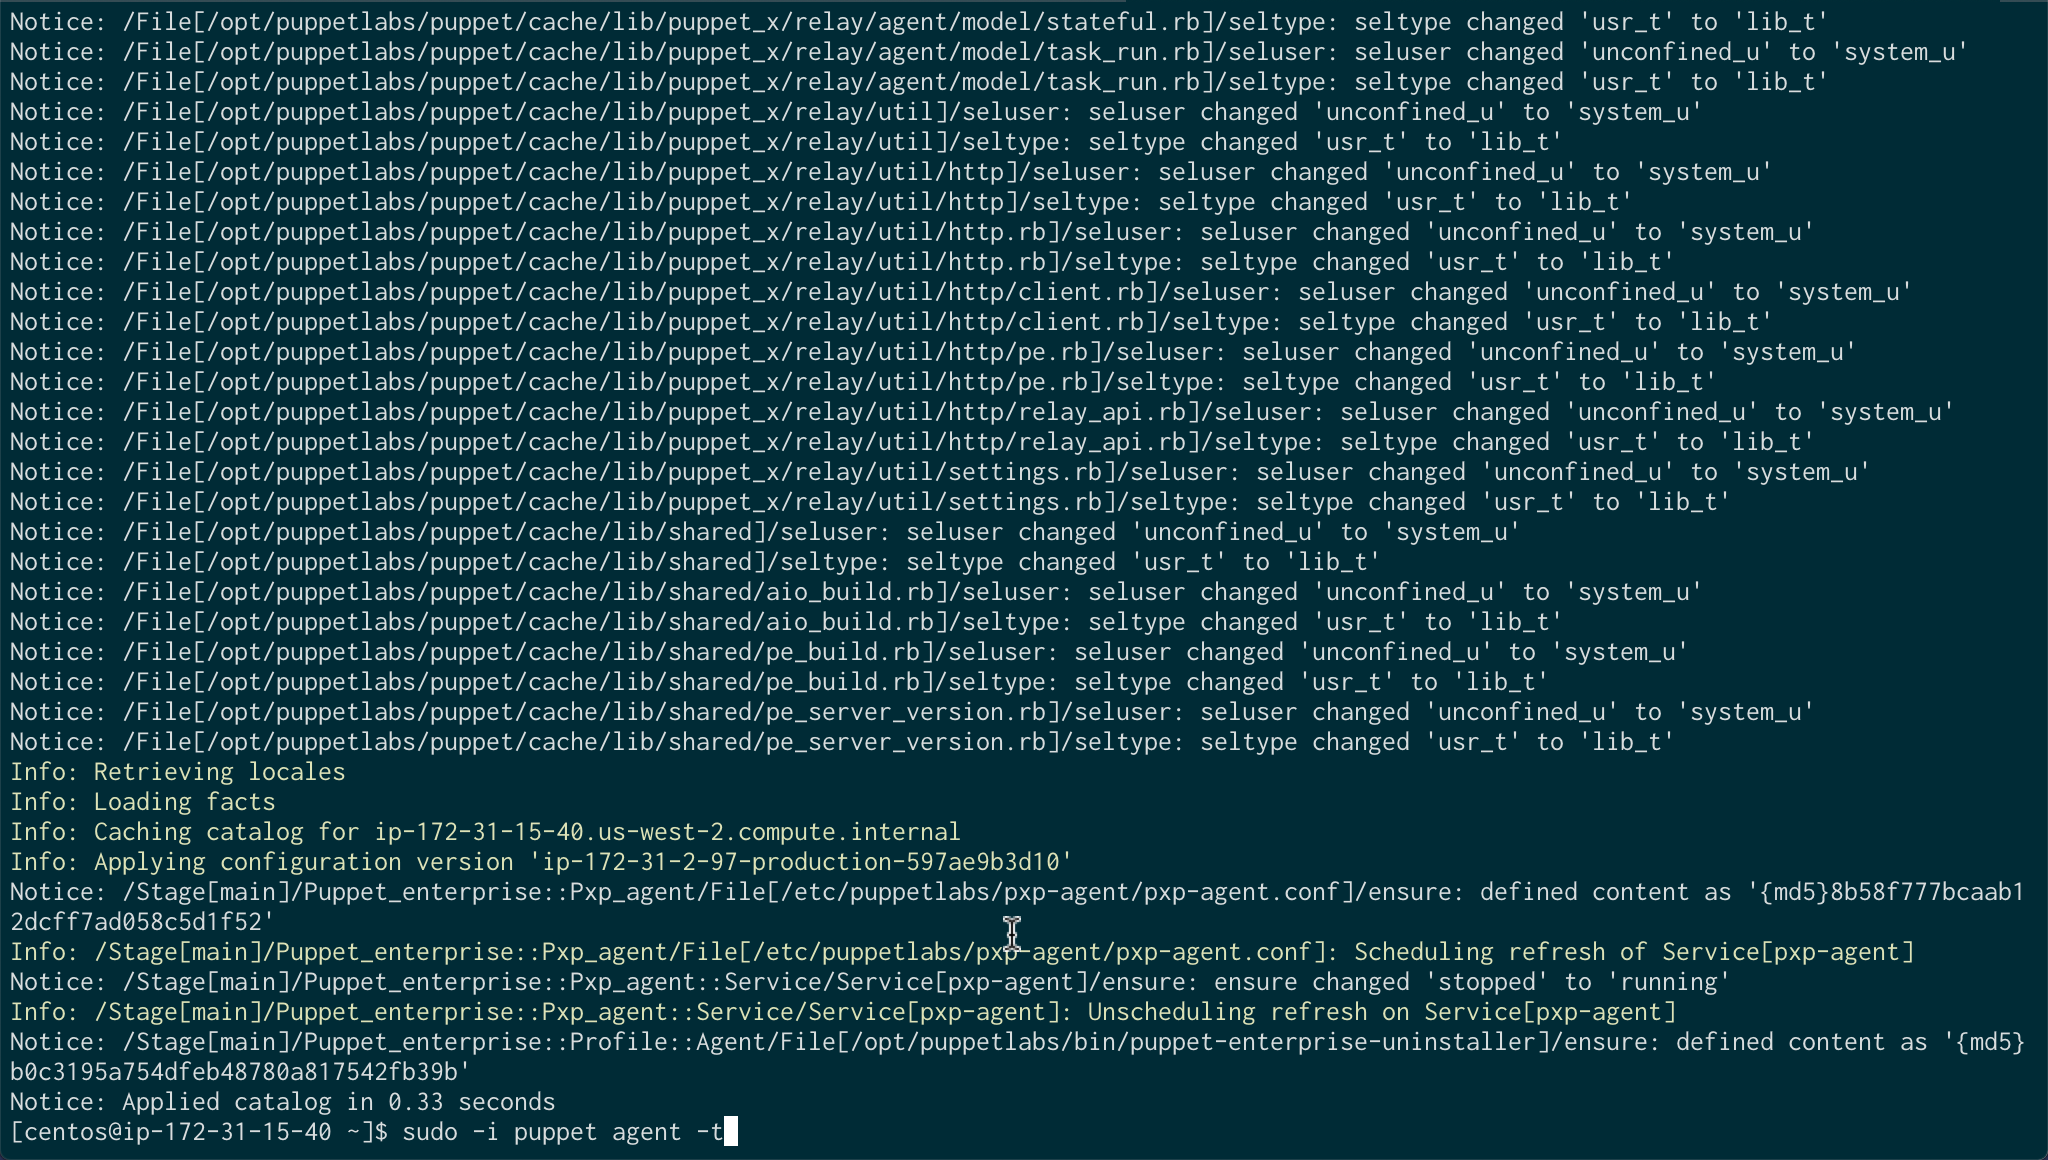 Notice: /File[/opt/puppetlabs/puppet/cache/lib/puppet_x/relay/agent/model/stateful.rb]/seltype: seltype changed 'usr_t' to 'lib_t'
Notice: /File[/opt/puppetlabs/puppet/cache/lib/puppet_x/relay/agent/model/task_run.rb]/seluser: seluser changed 'unconfined_u' to 'system_u'
Notice: /File[/opt/puppetlabs/puppet/cache/lib/puppet_x/relay/agent/model/task_run.rb]/seltype: seltype changed 'usr_t' to 'lib_t'
Notice: /File[/opt/puppetlabs/puppet/cache/lib/puppet_x/relay/util]/seluser: seluser changed 'unconfined_u' to 'system_u'
Notice: /File[/opt/puppetlabs/puppet/cache/lib/puppet_x/relay/util]/seltype: seltype changed 'usr_t' to 'lib_t'
Notice: /File[/opt/puppetlabs/puppet/cache/lib/puppet_x/relay/util/http]/seluser: seluser changed 'unconfined_u' to 'system_u'
Notice: /File[/opt/puppetlabs/puppet/cache/lib/puppet_x/relay/util/http]/seltype: seltype changed 'usr_t' to 'lib_t'
Notice: /File[/opt/puppetlabs/puppet/cache/lib/puppet_x/relay/util/http.rb]/seluser: seluser changed 'unconfined_u' to 'system_u'
Notice: /File[/opt/puppetlabs/puppet/cache/lib/puppet_x/relay/util/http.rb]/seltype: seltype changed 'usr_t' to 'lib_t'
Notice: /File[/opt/puppetlabs/puppet/cache/lib/puppet_x/relay/util/http/client.rb]/seluser: seluser changed 'unconfined_u' to 'system_u'
Notice: /File[/opt/puppetlabs/puppet/cache/lib/puppet_x/relay/util/http/client.rb]/seltype: seltype changed 'usr_t' to 'lib_t'
Notice: /File[/opt/puppetlabs/puppet/cache/lib/puppet_x/relay/util/http/pe.rb]/seluser: seluser changed 'unconfined_u' to 'system_u'
Notice: /File[/opt/puppetlabs/puppet/cache/lib/puppet_x/relay/util/http/pe.rb]/seltype: seltype changed 'usr_t' to 'lib_t'
Notice: /File[/opt/puppetlabs/puppet/cache/lib/puppet_x/relay/util/http/relay_api.rb]/seluser: seluser changed 'unconfined_u' to 'system_u'
Notice: /File[/opt/puppetlabs/puppet/cache/lib/puppet_x/relay/util/http/relay_api.rb]/seltype: seltype changed 'usr_t' to 'lib_t'
Notice: /File[/opt/puppetlabs/puppet/cache/lib/puppet_x/relay/util/settings.rb]/seluser: seluser changed 'unconfined_u' to 'system_u'
Notice: /File[/opt/puppetlabs/puppet/cache/lib/puppet_x/relay/util/settings.rb]/seltype: seltype changed 'usr_t' to 'lib_t'
Notice: /File[/opt/puppetlabs/puppet/cache/lib/shared]/seluser: seluser changed 'unconfined_u' to 'system_u'
Notice: /File[/opt/puppetlabs/puppet/cache/lib/shared]/seltype: seltype changed 'usr_t' to 'lib_t'
Notice: /File[/opt/puppetlabs/puppet/cache/lib/shared/aio_build.rb]/seluser: seluser changed 'unconfined_u' to 'system_u'
Notice: /File[/opt/puppetlabs/puppet/cache/lib/shared/aio_build.rb]/seltype: seltype changed 'usr_t' to 'lib_t'
Notice: /File[/opt/puppetlabs/puppet/cache/lib/shared/pe_build.rb]/seluser: seluser changed 'unconfined_u' to 'system_u'
Notice: /File[/opt/puppetlabs/puppet/cache/lib/shared/pe_build.rb]/seltype: seltype changed 'usr_t' to 'lib_t'
Notice: /File[/opt/puppetlabs/puppet/cache/lib/shared/pe_server_version.rb]/seluser: seluser changed 'unconfined_u' to 'system_u'
Notice: /File[/opt/puppetlabs/puppet/cache/lib/shared/pe_server_version.rb]/seltype: seltype changed 'usr_t' to 'lib_t'
Info: Retrieving locales
Info: Loading facts
Info: Caching catalog for ip-172-31-15-40.us-west-2.compute.internal
Info: Applying configuration version 'ip-172-31-2-97-production-597ae9b3d10'
Notice: /Stage[main]/Puppet_enterprise::Pxp_agent/File[/etc/puppetlabs/pxp-agent/pxp-agent.conf]/ensure: defined content as '{md5}8b58f777bcaab1
2dcff7ad058c5d1f52'
Info: /Stage[main]/Puppet_enterprise::Pxp_agent/File[/etc/puppetlabs/pxp-agent/pxp-agent.conf]: Scheduling refresh of Service[pxp-agent]
Notice: /Stage[main]/Puppet_enterprise::Pxp_agent::Service/Service[pxp-agent]/ensure: ensure changed 'stopped' to 'running'
Info: /Stage[main]/Puppet_enterprise::Pxp_agent::Service/Service[pxp-agent]: Unscheduling refresh on Service[pxp-agent]
Notice: /Stage[main]/Puppet_enterprise::Profile::Agent/File[/opt/puppetlabs/bin/puppet-enterprise-uninstaller]/ensure: defined content as '{md5}
b0c3195a754dfeb48780a817542fb39b'
Notice: Applied catalog in 0.33 seconds
[centos@ip-172-31-15-40 ~]$ sudo -i puppet agent -t